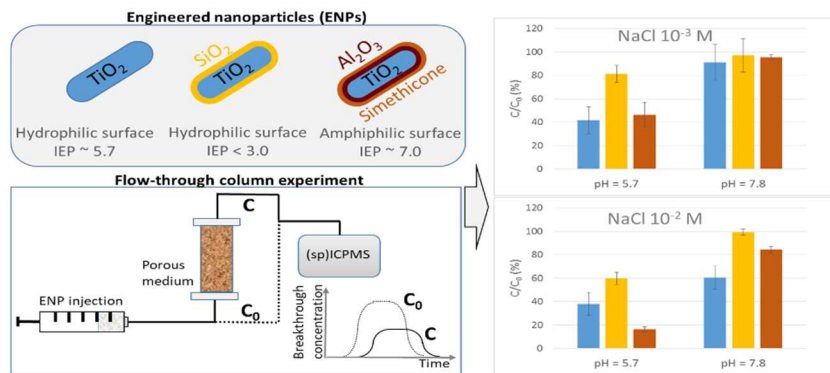 Engineered nanoparticles (ENPs)
TiO₂
SiO₂
TiO₂
Al₂O₃
TiO₂
Simethicone
Hydrophilic surface
IEP ~ 5.7
Hydrophilic surface
IEP < 3.0
Amphiphilic surface
IEP ~ 7.0
Flow-through column experiment
C
Porous
medium
(sp)ICPMS
ENP injection
C₀
Breakthrough
concentration
C₀
C
Time
NaCl 10⁻³ M
C/C₀ (%)
120
100
80
60
40
20
0
pH = 5.7
pH = 7.8
NaCl 10⁻² M
C/C₀ (%)
120
100
80
60
40
20
0
pH = 5.7
pH = 7.8